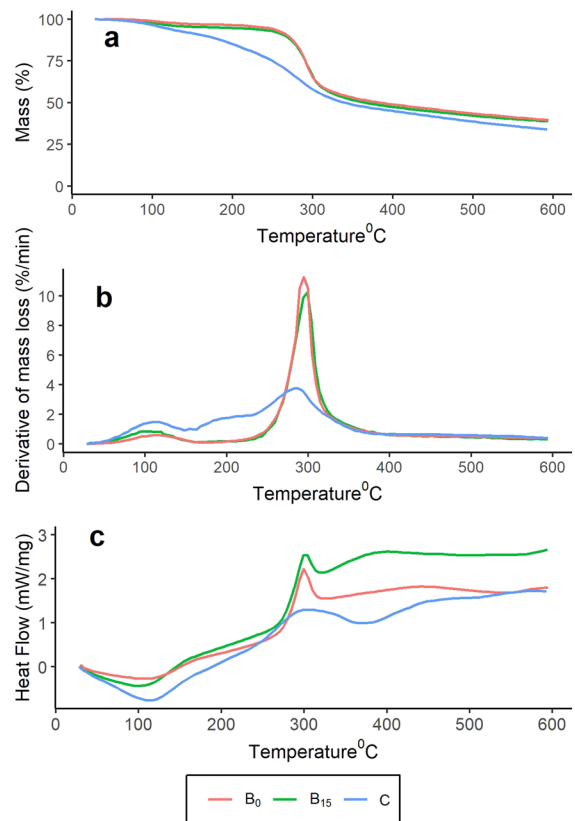 a
Mass (%)
100
75
50
25
0
0 100 200 300 400 500 600
Temperature⁰C
b
Derivative of mass loss (%/min)
10
8
6
4
2
0
0 100 200 300 400 500 600
Temperature⁰C
c
Heat Flow (mW/mg)
3
2
1
0
0 100 200 300 400 500 600
Temperature⁰C
B₀ B₁₅ C